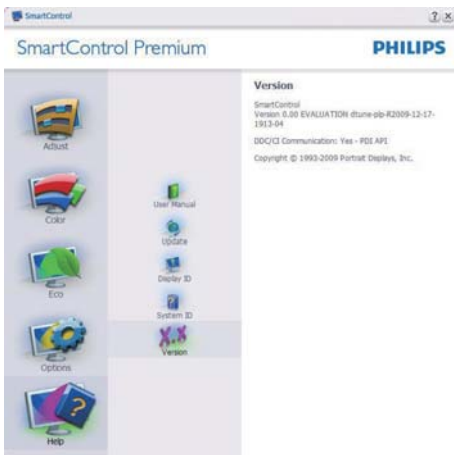 SmartControl
SmartControl Premium
PHILIPS
Adjust
Color
Eco
Options
Help
User Manual
Update
Display ID
System ID
Version
Version
SmartControl
Version 0.00 EVALUATION dtune-plp-R2009-12-17-
1913-04
DDC/CI Communication: Yes - PDI API
Copyright © 1993-2009 Portrait Displays, Inc.